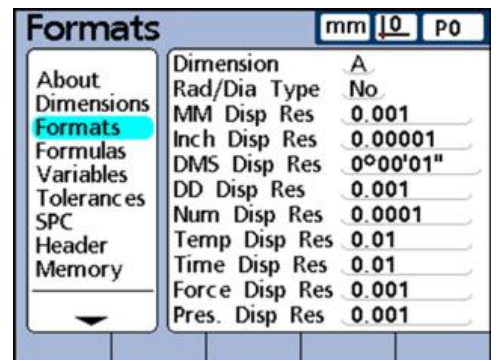 Formats mm 0 P0
About
Dimensions
Formats
Formulas
Variables
Tolerances
SPC
Header
Memory
Dimension A
Rad/Dia Type No
MM Disp Res 0.001
Inch Disp Res 0.00001
DMS Disp Res 0°00'01"
DD Disp Res 0.001
Num Disp Res 0.0001
Temp Disp Res 0.01
Time Disp Res 0.01
Force Disp Res 0.001
Pres. Disp Res 0.001